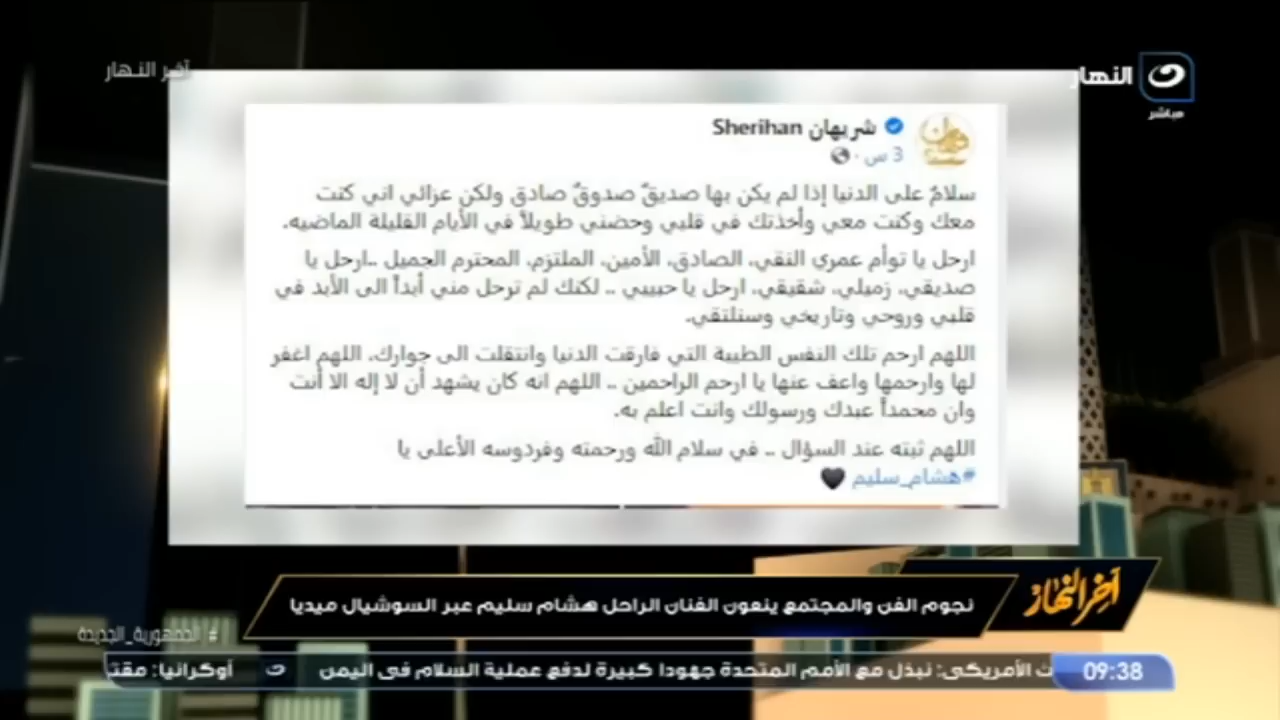 آخر النهار
النهار
مباشر
شريهان Sherihan
3 س
سلامٌ على الدنيا إذا لم يكن بها صديقٌ صدوقٌ صادق ولكن عزائي اني كنت
معك وكنت معي وأخذتك في قلبي وحضني طويلاً في الأيام القليلة الماضيه.
ارحل يا توأم عمري النقي، الصادق، الأمين، الملتزم، المحترم الجميل ..ارحل يا
صديقي، زميلي، شقيقي، ارحل يا حبيبي .. لكنك لم ترحل مني أبداً الى الأبد في
قلبي وروحي وتاريخي وسنلتقي.
اللهم ارحم تلك النفس الطيبة التي فارقت الدنيا وانتقلت الى جوارك، اللهم اغفر
لها وارحمها واعف عنها يا ارحم الراحمين .. اللهم انه كان يشهد أن لا إله الا أنت
وان محمداً عبدك ورسولك وانت اعلم به.
اللهم ثبته عند السؤال .. في سلام الله ورحمته وفردوسه الأعلى يا
#هشام_سليم 🖤
آخر النهار
نجوم الفن والمجتمع ينعون الفنان الراحل هشام سليم عبر السوشيال ميديا
#الجمهورية_الجديدة
09:38
ث الأمريكى: نبذل مع الأمم المتحدة جهودا كبيرة لدفع عملية السلام فى اليمن
أوكرانيا: مقت